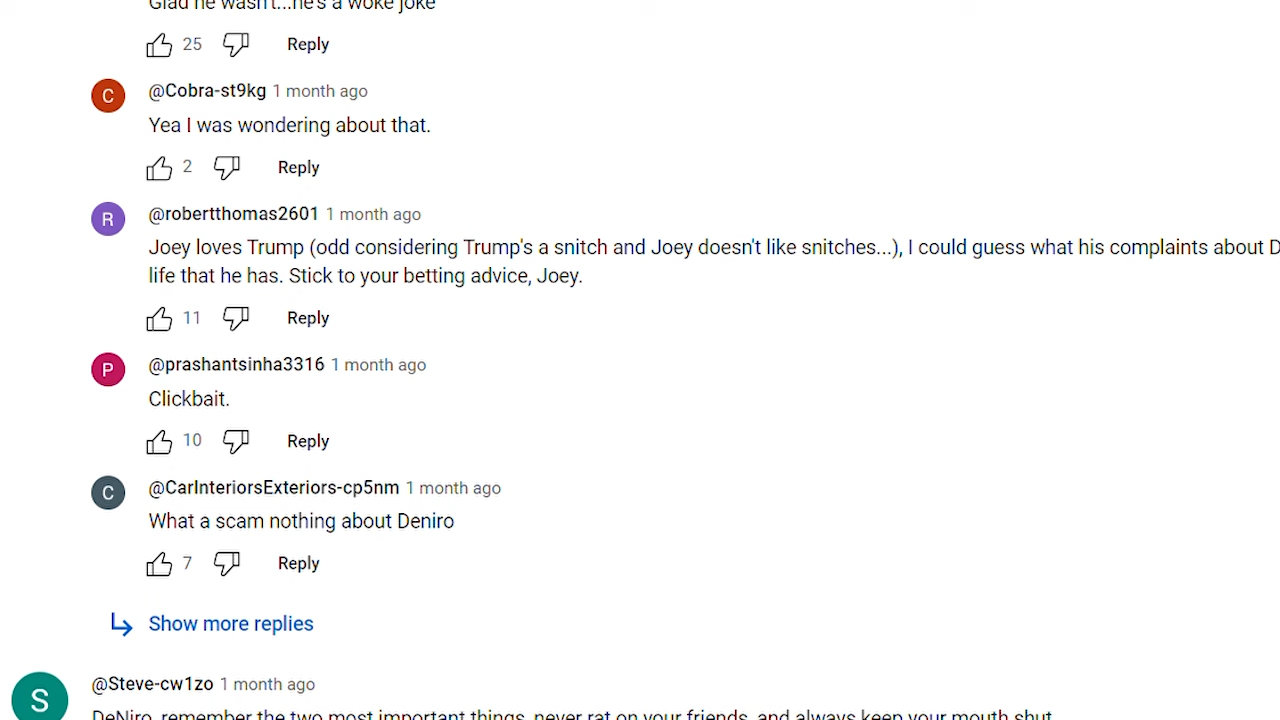 Glad he wasn't...he's a woke joke
25 Reply
C @Cobra-st9kg 1 month ago
Yea I was wondering about that.
2 Reply
R @robertthomas2601 1 month ago
Joey loves Trump (odd considering Trump's a snitch and Joey doesn't like snitches...), I could guess what his complaints about D
life that he has. Stick to your betting advice, Joey.
11 Reply
P @prashantsinha3316 1 month ago
Clickbait.
10 Reply
C @CarInteriorsExteriors-cp5nm 1 month ago
What a scam nothing about Deniro
7 Reply
Show more replies
S @Steve-cw1zo 1 month ago
DeNiro, remember the two most important things, never rat on your friends, and always keep your mouth shut